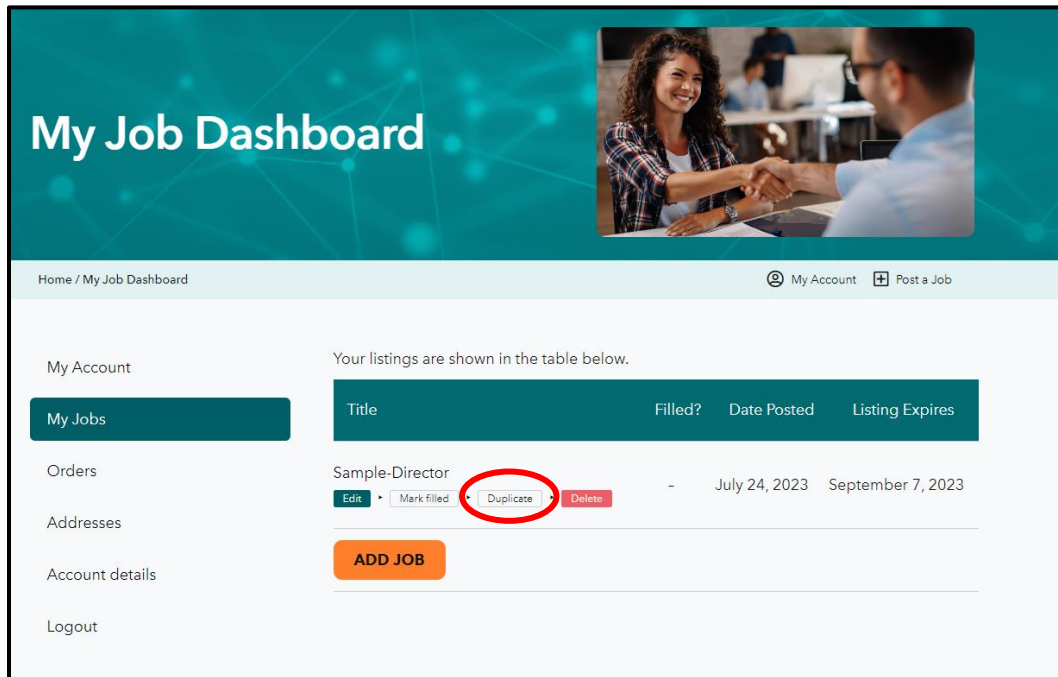 My Job Dashboard
Home / My Job Dashboard
My Account
Post a Job
My Account
My Jobs
Orders
Addresses
Account details
Logout
Your listings are shown in the table below.
Title Filled? Date Posted Listing Expires
Sample-Director - July 24, 2023 September 7, 2023
Edit Mark filled Duplicate Delete
ADD JOB